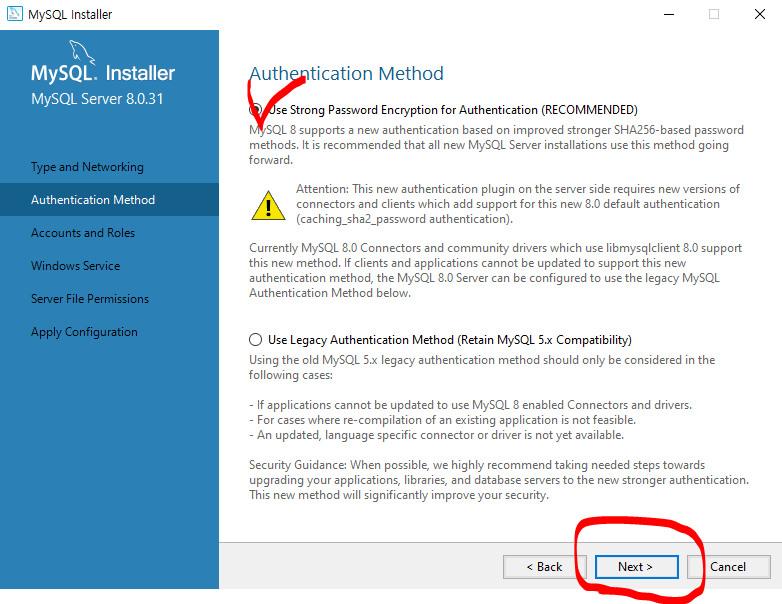 MySQL Installer
MySQL. Installer
MySQL Server 8.0.31
Type and Networking
Authentication Method
Accounts and Roles
Windows Service
Server File Permissions
Apply Configuration
Authentication Method
Use Strong Password Encryption for Authentication (RECOMMENDED)
MySQL 8 supports a new authentication based on improved stronger SHA256-based password
methods. It is recommended that all new MySQL Server installations use this method going
forward.
Attention: This new authentication plugin on the server side requires new versions of
connectors and clients which add support for this new 8.0 default authentication
(caching_sha2_password authentication).
Currently MySQL 8.0 Connectors and community drivers which use libmysqlclient 8.0 support
this new method. If clients and applications cannot be updated to support this new
authentication method, the MySQL 8.0 Server can be configured to use the legacy MySQL
Authentication Method below.
Use Legacy Authentication Method (Retain MySQL 5.x Compatibility)
Using the old MySQL 5.x legacy authentication method should only be considered in the
following cases:
- If applications cannot be updated to use MySQL 8 enabled Connectors and drivers.
- For cases where re-compilation of an existing application is not feasible.
- An updated, language specific connector or driver is not yet available.
Security Guidance: When possible, we highly recommend taking needed steps towards
upgrading your applications, libraries, and database servers to the new stronger authentication.
This new method will significantly improve your security.
< Back
Next >
Cancel